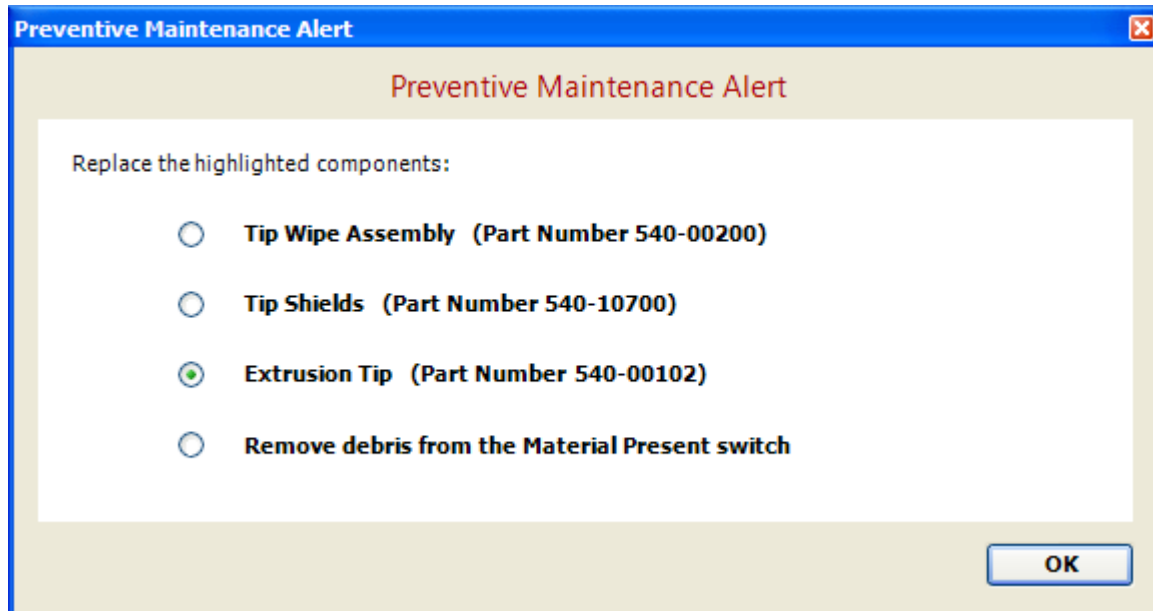 Preventive Maintenance Alert
Preventive Maintenance Alert
Replace the highlighted components:
Tip Wipe Assembly (Part Number 540-00200)
Tip Shields (Part Number 540-10700)
Extrusion Tip (Part Number 540-00102)
Remove debris from the Material Present switch
OK